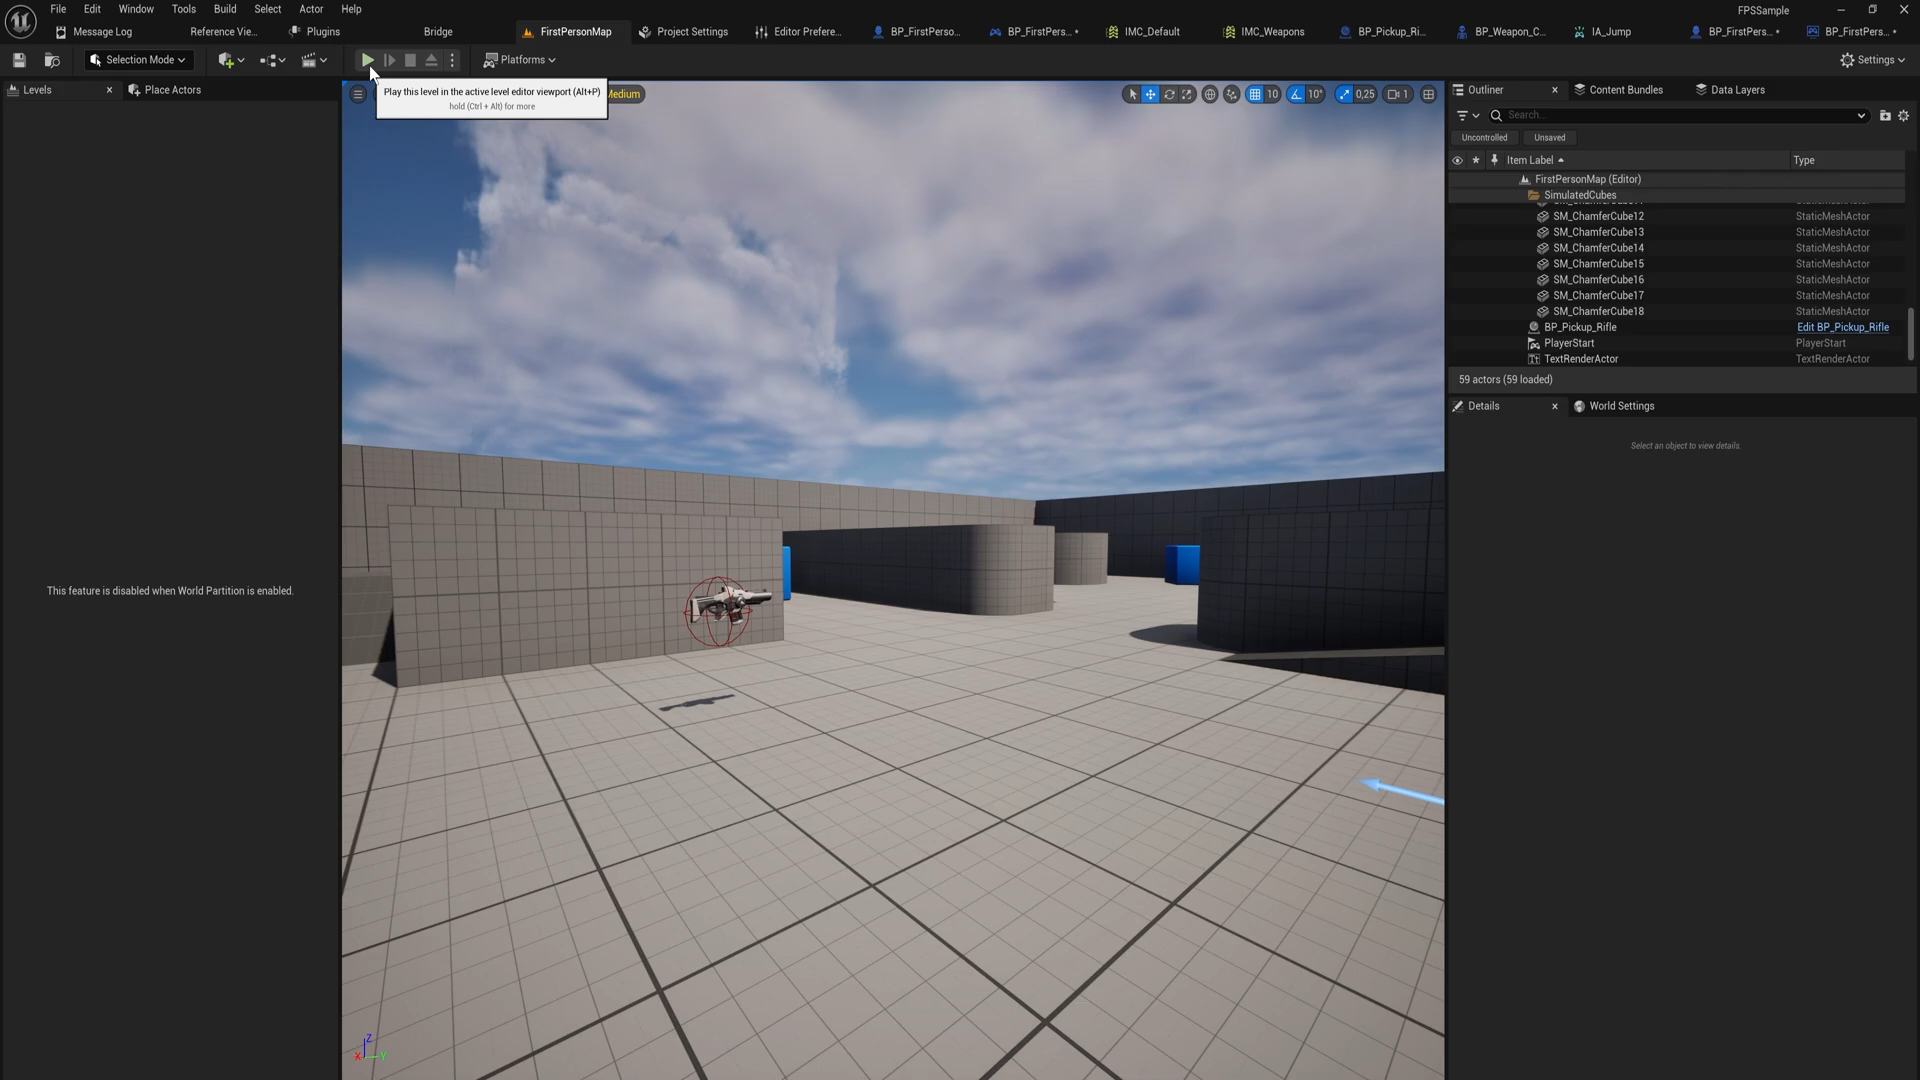 File Edit Window Tools Build Select Actor Help
FPSSample
Message Log
Reference Vie...
Plugins
Bridge
FirstPersonMap
Project Settings
Editor Prefere...
BP_FirstPerso...
BP_FirstPers... *
IMC_Default
IMC_Weapons
BP_Pickup_Ri...
BP_Weapon_C...
IA_Jump
BP_FirstPers... *
BP_FirstPers... *
Selection Mode
Platforms
Settings
Levels
Place Actors
Play this level in the active level editor viewport (Alt+P)
hold (Ctrl + Alt) for more
Medium
10
10°
0,25
1
Outliner
Content Bundles
Data Layers
Search...
Uncontrolled
Unsaved
Item Label
Type
FirstPersonMap (Editor)
SimulatedCubes
SM_ChamferCube12 StaticMeshActor
SM_ChamferCube13 StaticMeshActor
SM_ChamferCube14 StaticMeshActor
SM_ChamferCube15 StaticMeshActor
SM_ChamferCube16 StaticMeshActor
SM_ChamferCube17 StaticMeshActor
SM_ChamferCube18 StaticMeshActor
BP_Pickup_Rifle Edit BP_Pickup_Rifle
PlayerStart PlayerStart
TextRenderActor TextRenderActor
59 actors (59 loaded)
Details
World Settings
Select an object to view details.
This feature is disabled when World Partition is enabled.
Z
X
Y